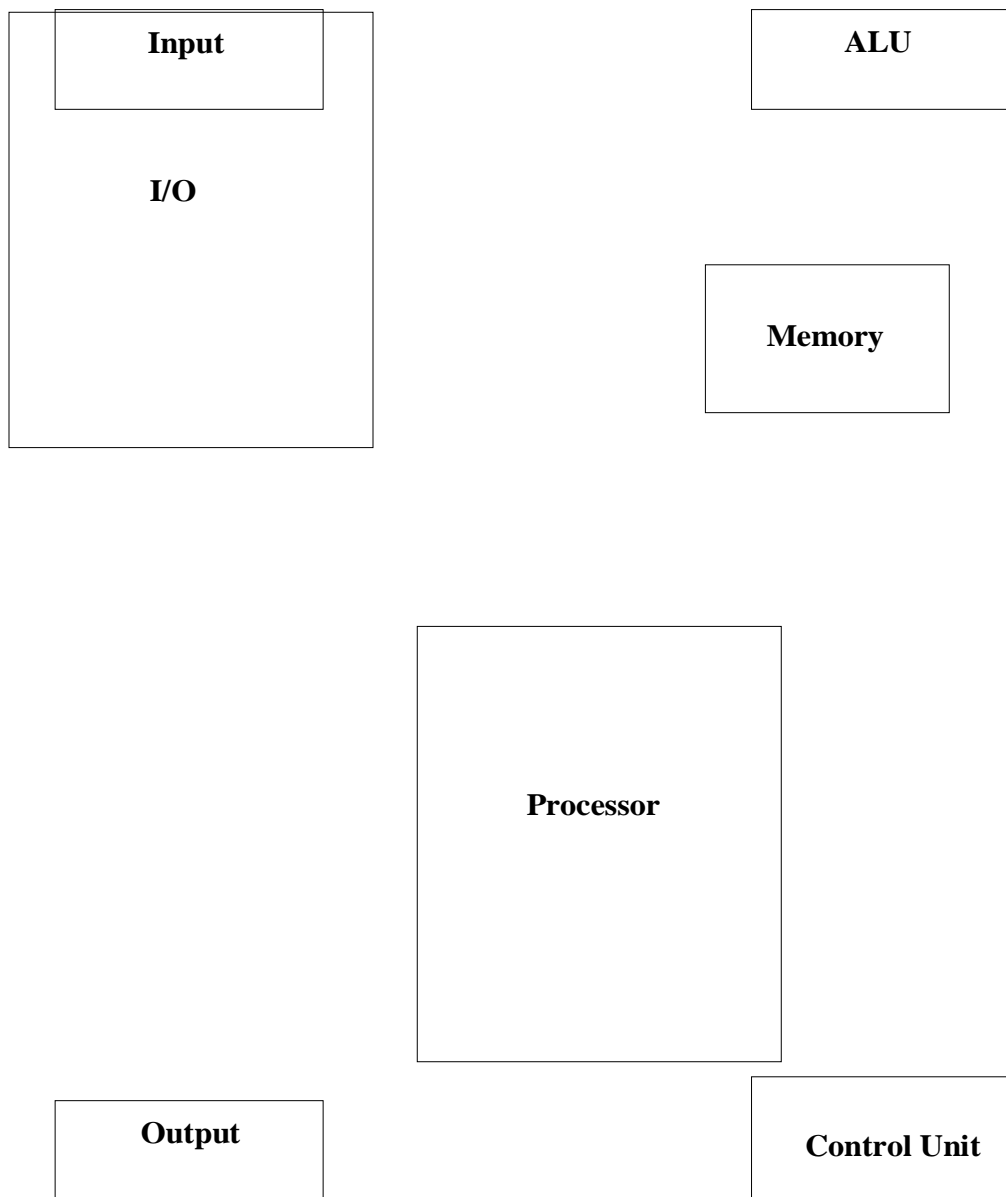 Input
ALU
I/O
Memory
Processor
Output
Control Unit